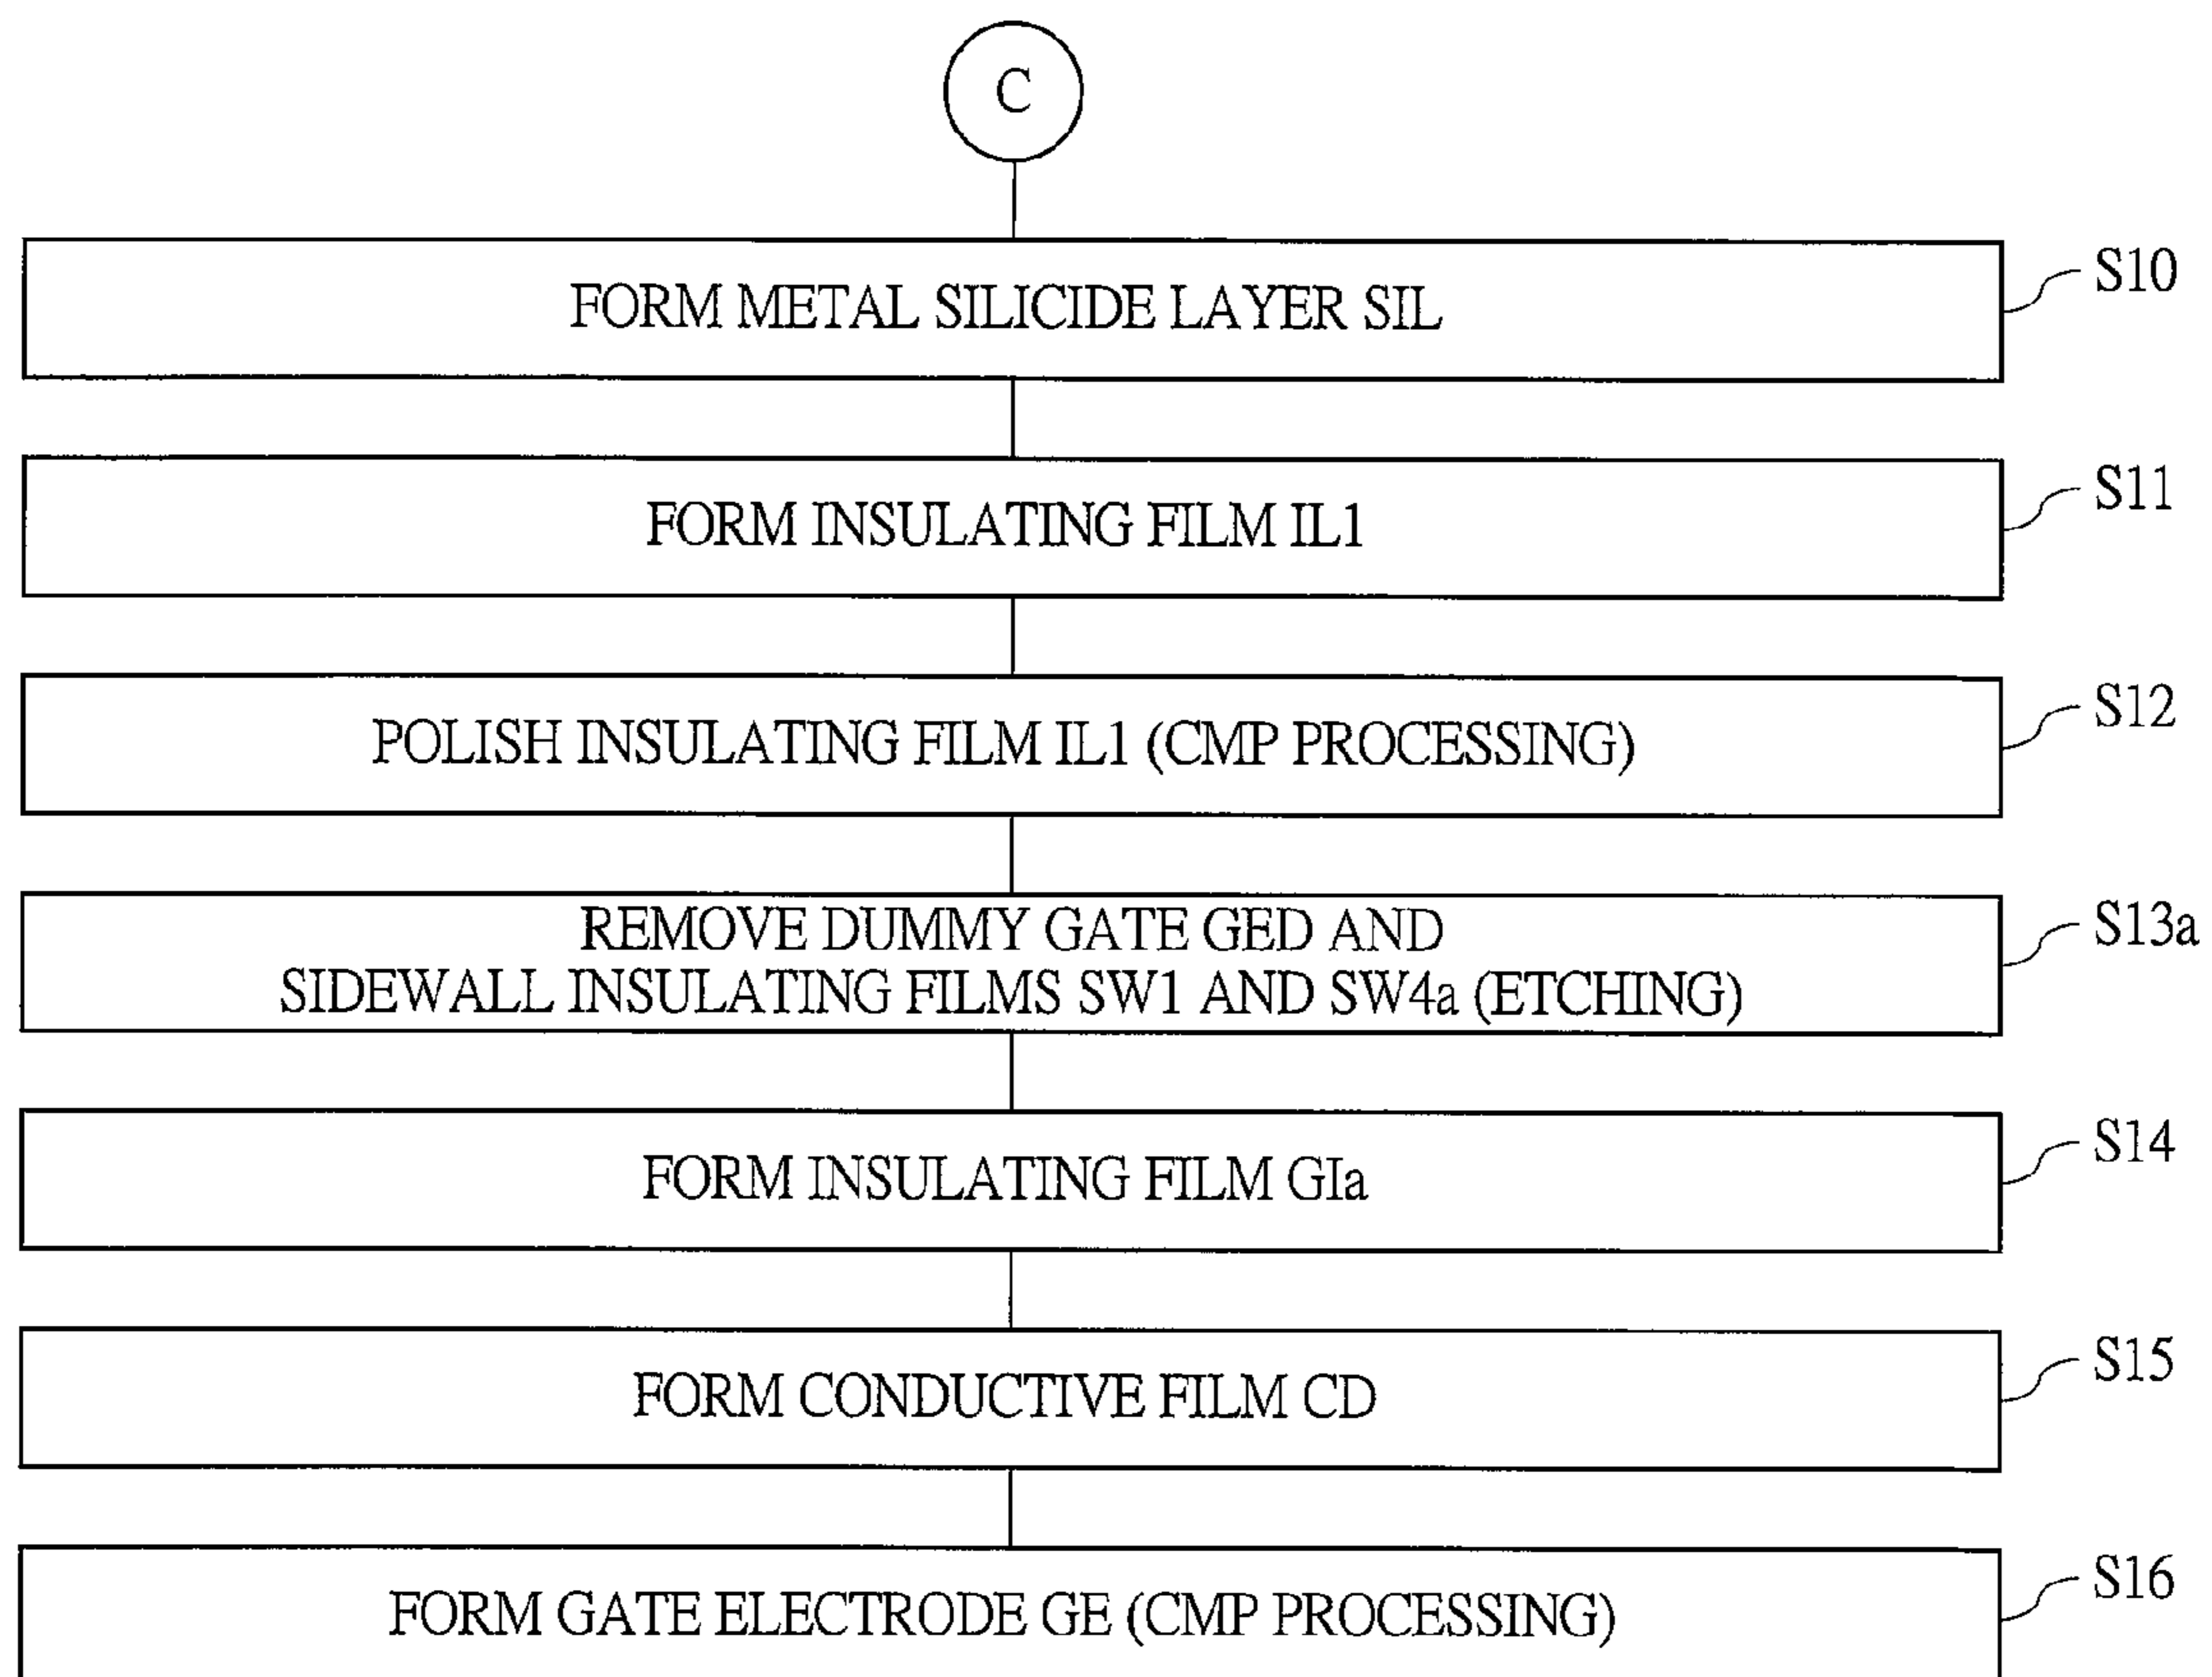 C
FORM METAL SILICIDE LAYER SIL
S10
FORM INSULATING FILM IL1
S11
POLISH INSULATING FILM IL1 (CMP PROCESSING)
S12
REMOVE DUMMY GATE GED AND
SIDEWALL INSULATING FILMS SW1 AND SW4a (ETCHING)
S13a
FORM INSULATING FILM GIa
S14
FORM CONDUCTIVE FILM CD
S15
FORM GATE ELECTRODE GE (CMP PROCESSING)
S16